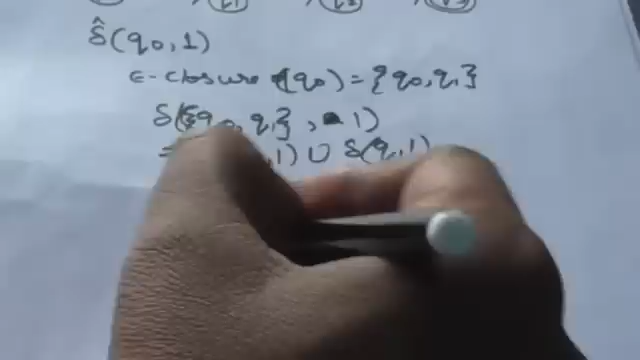 δ̂(q₀,1)
ε-closure (q₀) = {q₀,q₁}
δ({q₀,q₁}, 1)
,1) ∪ δ(q₁,1)